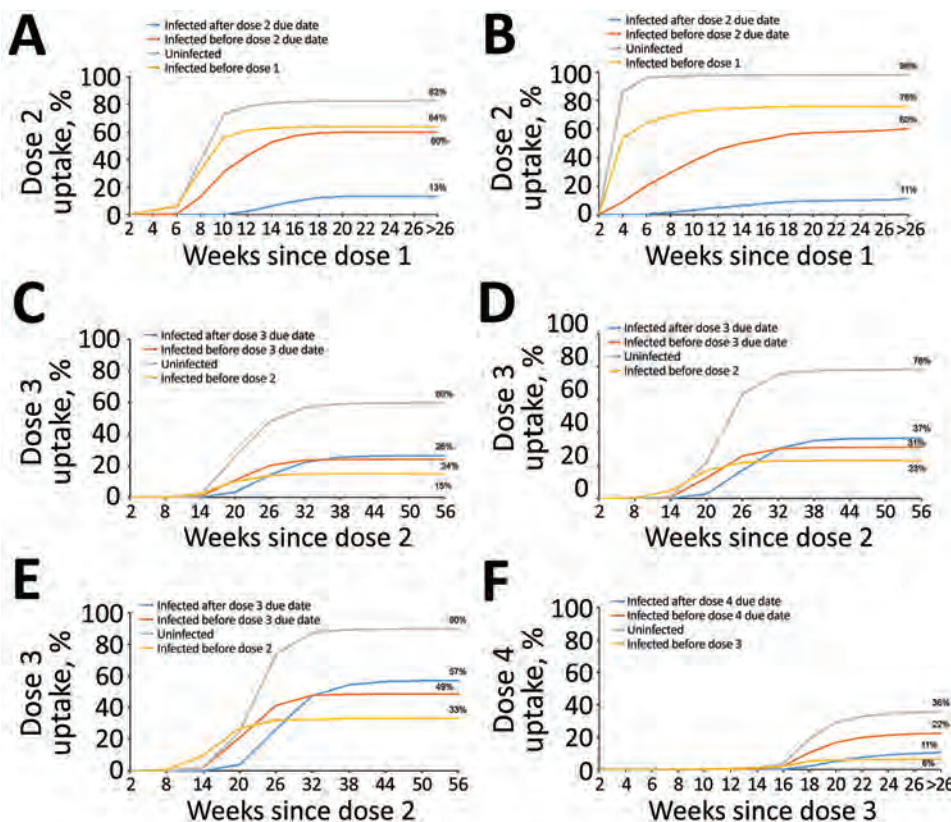 A
Infected after dose 2 due date
Infected before dose 2 due date
Uninfected
Infected before dose 1
Dose 2
uptake, %
100
80
60
40
20
0
83%
64%
60%
13%
2 4 6 8 10 12 14 16 18 20 22 24 26 >26
Weeks since dose 1
B
Infected after dose 2 due date
Infected before dose 2 due date
Uninfected
Infected before dose 1
Dose 2
uptake, %
100
80
60
40
20
0
98%
76%
60%
11%
2 4 6 8 10 12 14 16 18 20 22 24 26 >26
Weeks since dose 1
C
Infected after dose 3 due date
Infected before dose 3 due date
Uninfected
Infected before dose 2
Dose 3
uptake, %
100
80
60
40
20
0
60%
26%
24%
15%
2 8 14 20 26 32 38 44 50 56
Weeks since dose 2
D
Infected after dose 3 due date
Infected before dose 3 due date
Uninfected
Infected before dose 2
Dose 3
uptake, %
100
80
60
40
20
0
78%
37%
31%
23%
2 8 14 20 26 32 38 44 50 56
Weeks since dose 2
E
Infected after dose 3 due date
Infected before dose 3 due date
Uninfected
Infected before dose 2
Dose 3
uptake, %
100
80
60
40
20
0
90%
57%
49%
33%
2 8 14 20 26 32 38 44 50 56
Weeks since dose 2
F
Infected after dose 4 due date
Infected before dose 4 due date
Uninfected
Infected before dose 3
Dose 4
uptake, %
100
80
60
40
20
0
36%
22%
11%
6%
2 4 6 8 10 12 14 16 18 20 22 24 26 >26
Weeks since dose 3